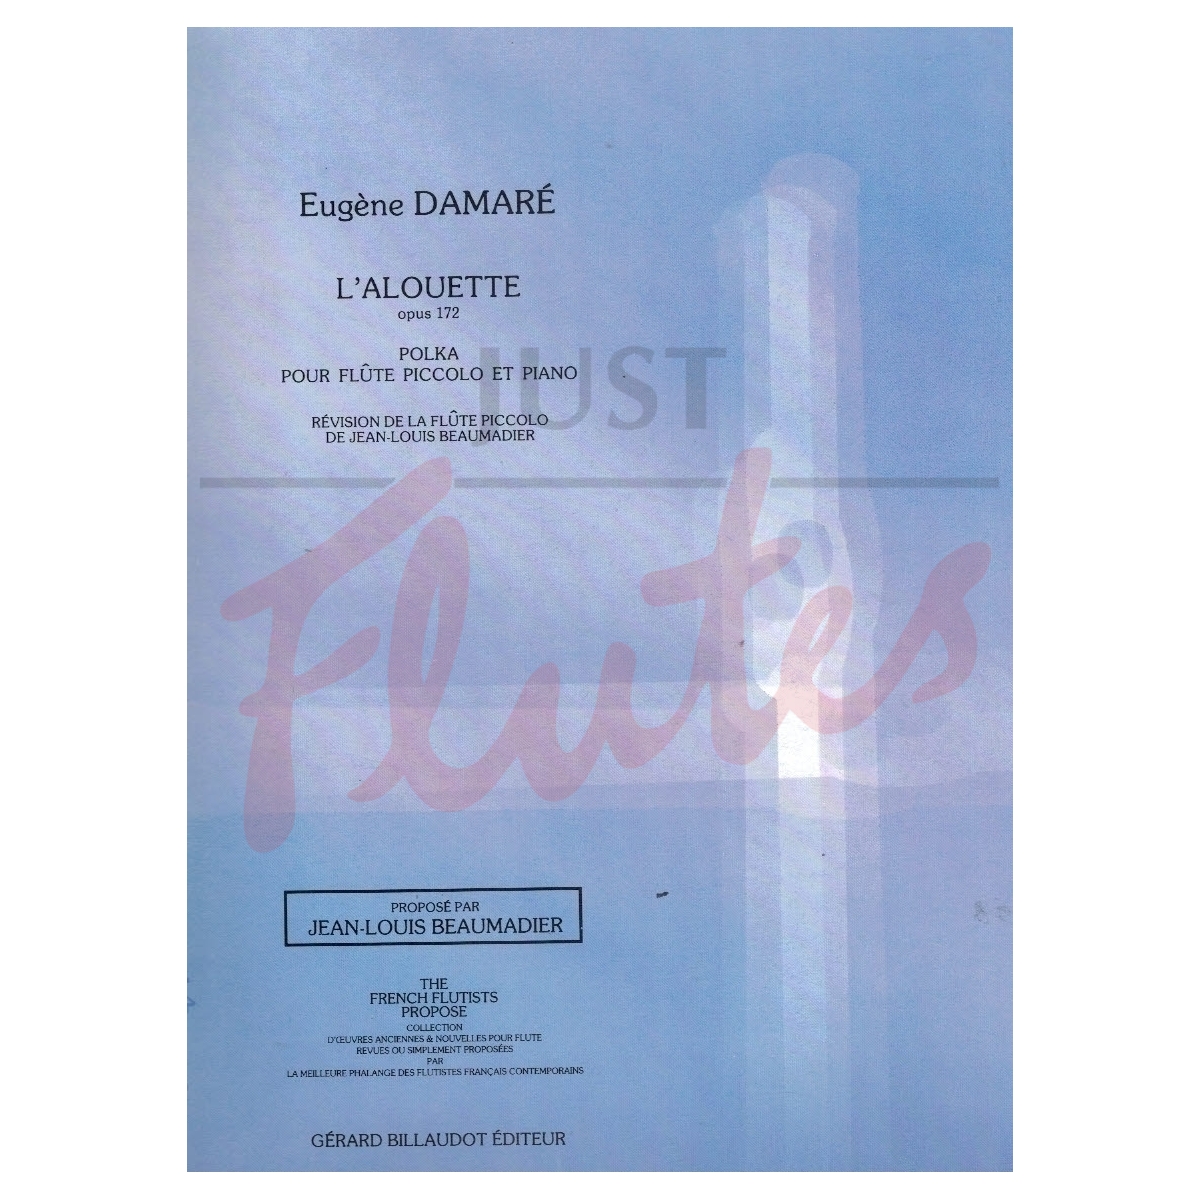 Eugène DAMARÉ
L'ALOUETTE
opus 172
POLKA
POUR FLÛTE PICCOLO ET PIANO
RÉVISION DE LA FLÛTE PICCOLO
DE JEAN-LOUIS BEAUMADIER
JUST
Flutes
PROPOSÉ PAR
JEAN-LOUIS BEAUMADIER
THE
FRENCH FLUTISTS
PROPOSE
COLLECTION
D'ŒUVRES ANCIENNES & NOUVELLES POUR FLUTE
REVUES OU SIMPLEMENT PROPOSÉES
PAR
LA MEILLEURE PHALANGE DES FLUTISTES FRANÇAIS CONTEMPORAINS
GÉRARD BILLAUDOT ÉDITEUR